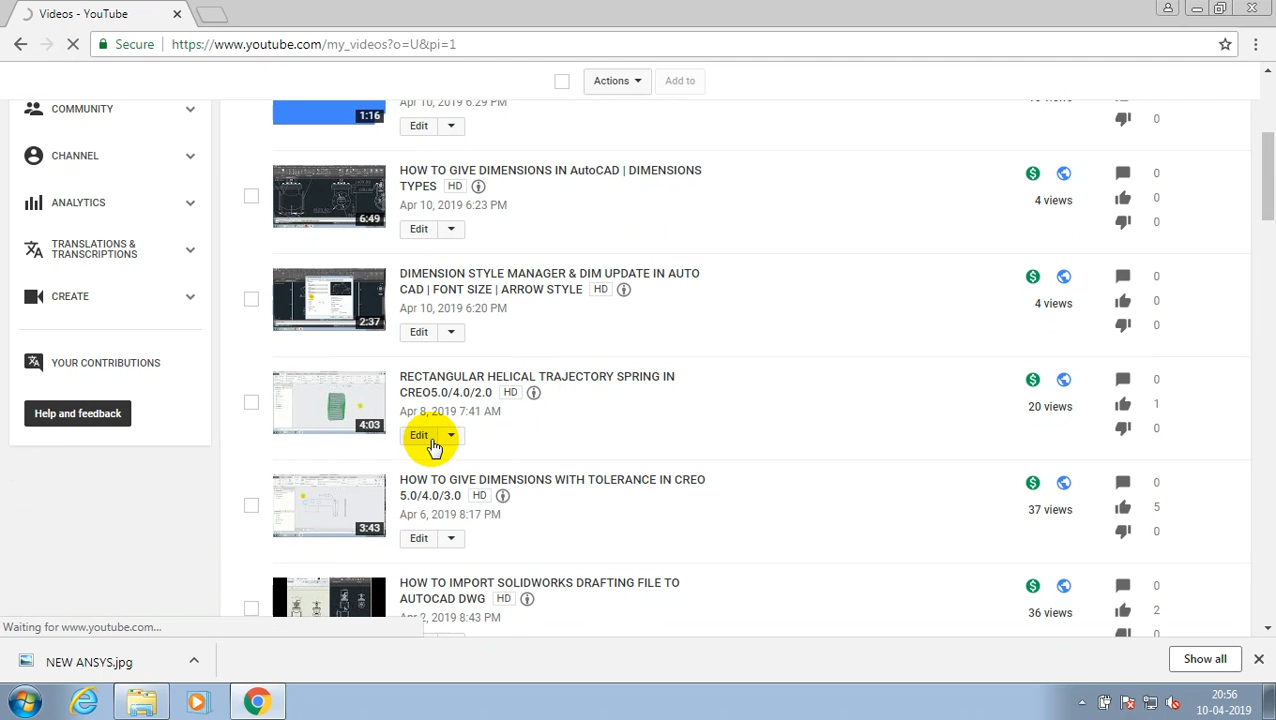 Videos - YouTube
Secure
https://www.youtube.com/my_videos?o=U&pi=1
Actions
Add to
COMMUNITY
CHANNEL
ANALYTICS
TRANSLATIONS &
TRANSCRIPTIONS
CREATE
YOUR CONTRIBUTIONS
Help and feedback
Apr 10, 2019 6:29 PM
1:16
Edit
0
HOW TO GIVE DIMENSIONS IN AutoCAD | DIMENSIONS
TYPES HD
Apr 10, 2019 6:23 PM
6:49
Edit
4 views
0
0
0
DIMENSION STYLE MANAGER & DIM UPDATE IN AUTO
CAD | FONT SIZE | ARROW STYLE HD
Apr 10, 2019 6:20 PM
2:37
Edit
4 views
0
0
0
RECTANGULAR HELICAL TRAJECTORY SPRING IN
CREO5.0/4.0/2.0 HD
Apr 8, 2019 7:41 AM
4:03
Edit
20 views
0
1
0
HOW TO GIVE DIMENSIONS WITH TOLERANCE IN CREO
5.0/4.0/3.0 HD
Apr 6, 2019 8:17 PM
3:43
Edit
37 views
0
5
0
HOW TO IMPORT SOLIDWORKS DRAFTING FILE TO
AUTOCAD DWG HD
2, 2019 8:43 PM
36 views
0
2
Waiting for www.youtube.com...
NEW ANSYS.jpg
Show all
20:56
10-04-2019